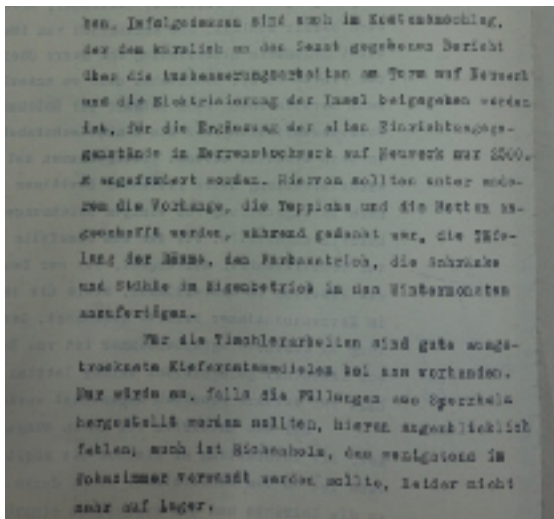 ben. Infolgedessen sind auch im Kostenanschlag,
der dem kürzlich an den Senat gegebenen Bericht
über die Ausbesserungsarbeiten am Turm auf Neuwerk
und die Elektrisierung der Insel beigegeben worden
ist, für die Ergänzung der alten Einrichtungsge-
genstände im Herrenstockwerk auf Neuwerk nur 2500.
M angefordert worden. Hiervon sollten unter ande-
rem die Vorhänge, die Teppiche und die Betten an-
geschafft werden, während gedacht war, die Täfe-
lung der Räume, den Farbanstrich, die Schränke
und Stühle im Eigenbetrieb in den Wintermonaten
anzufertigen.
Für die Tischlerarbeiten sind gute ausge-
trocknete Kiefernstammdielen bei uns vorhanden.
Nur würde es, falls die Füllungen aus Sperrholz
hergestellt werden sollten, hieran augenblicklich
fehlen; auch ist Eichenholz, das wenigstens im
verwandt werden sollte, leider nicht
mehr auf Lager.